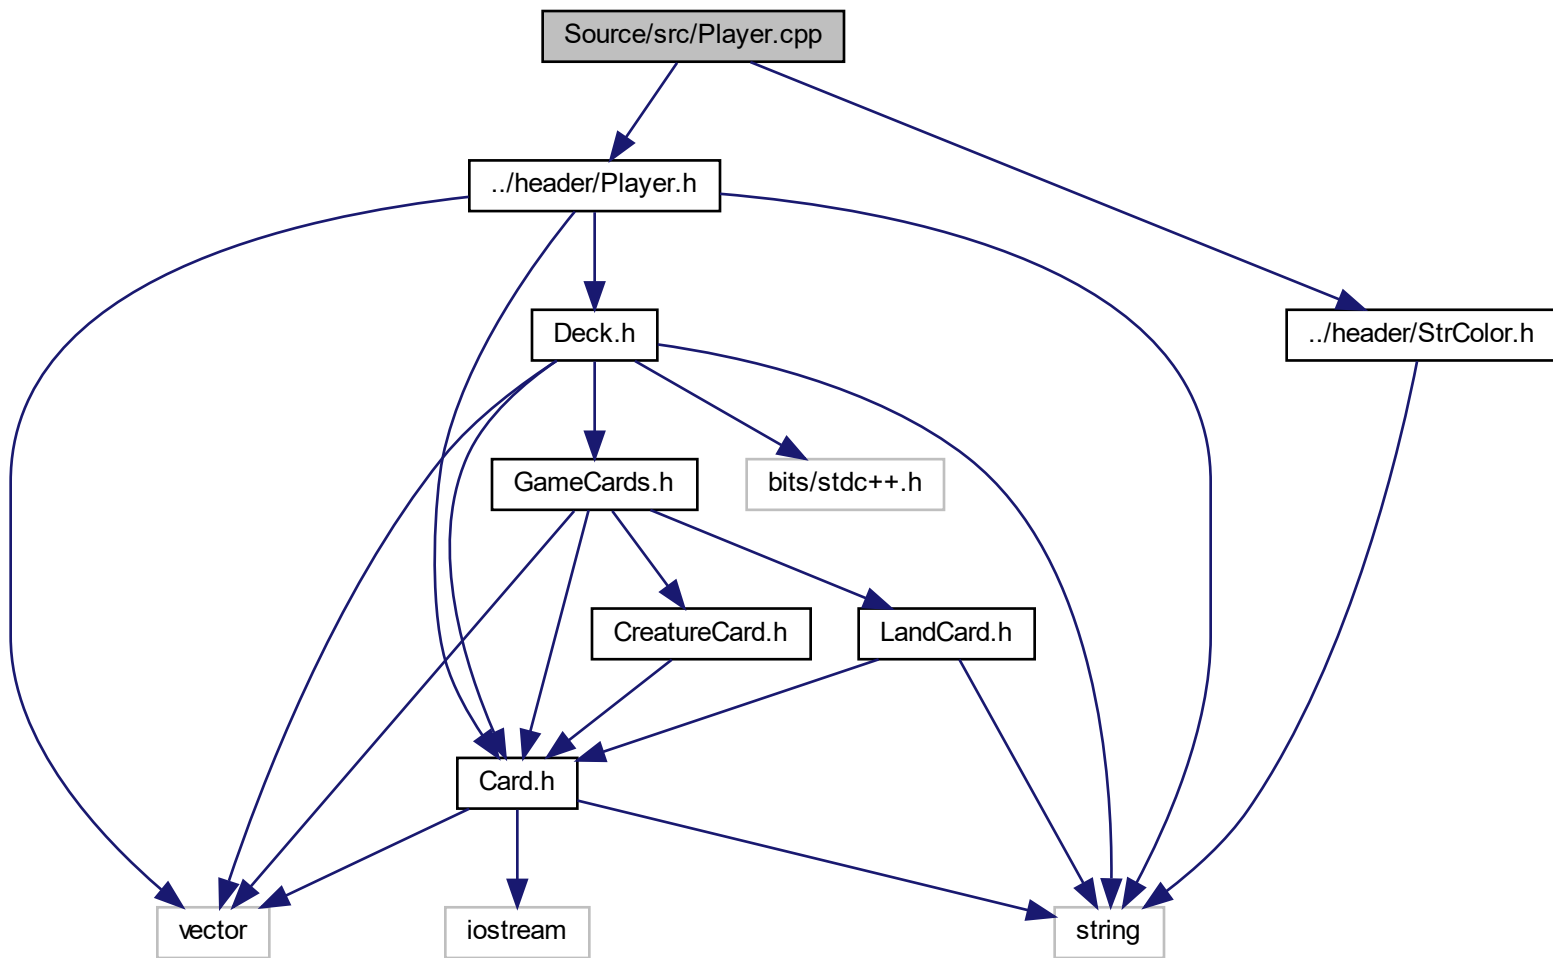 Source/src/Player.cpp
../header/Player.h
Deck.h
../header/StrColor.h
GameCards.h
bits/stdc++.h
CreatureCard.h
LandCard.h
Card.h
vector
iostream
string